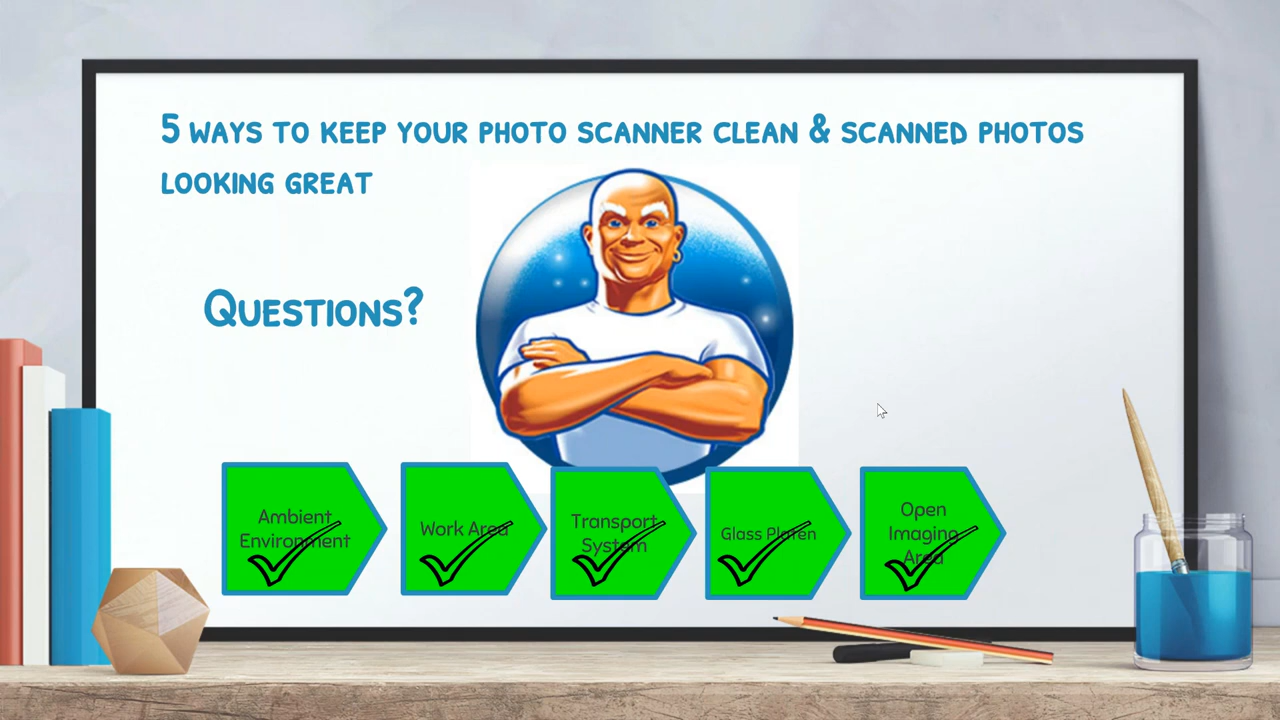 5 ways to keep your photo scanner clean & scanned photos
looking great
Questions?
Ambient
Environment
Work Area
Transport
System
Glass Platen
Open
Imaging
Area